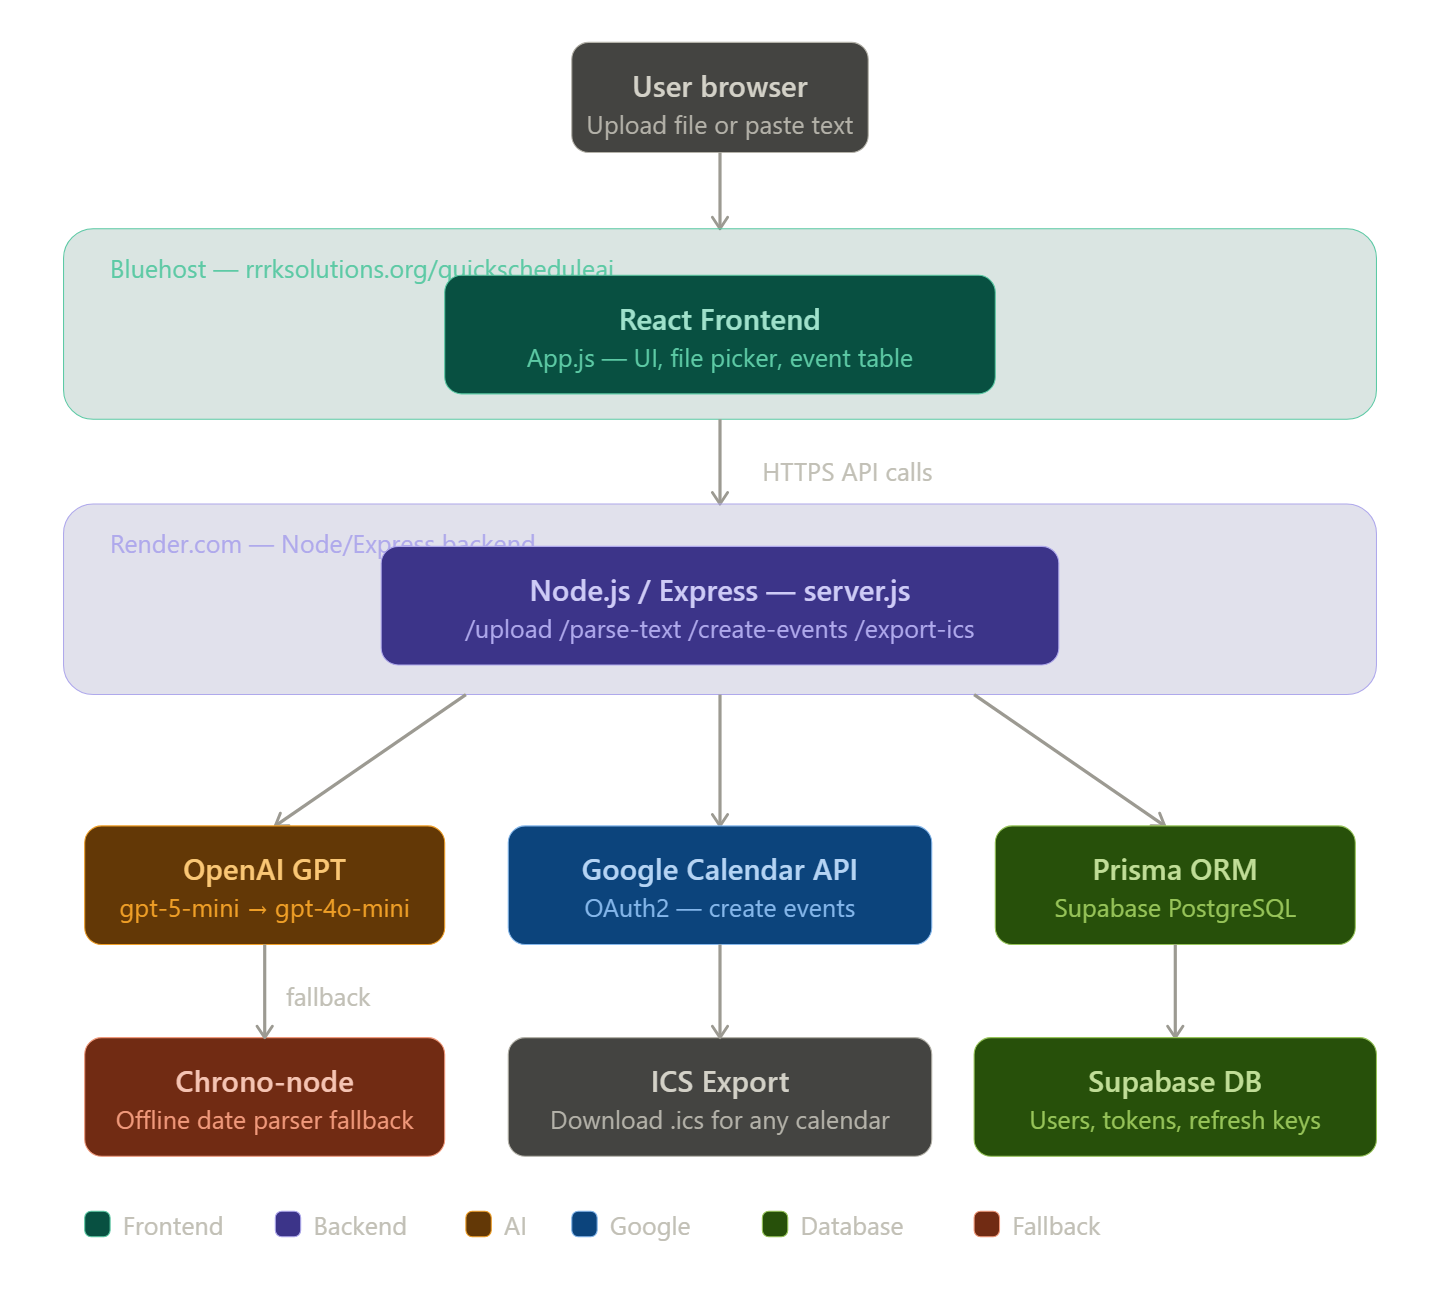 User browser
Upload file or paste text
Bluehost — rrrksolutions.org/quickscheduleai
React Frontend
App.js — UI, file picker, event table
HTTPS API calls
Render.com — Node/Express backend
Node.js / Express — server.js
/upload /parse-text /create-events /export-ics
OpenAI GPT
gpt-5-mini → gpt-4o-mini
Google Calendar API
OAuth2 — create events
Prisma ORM
Supabase PostgreSQL
fallback
Chrono-node
Offline date parser fallback
ICS Export
Download .ics for any calendar
Supabase DB
Users, tokens, refresh keys
Frontend
Backend
AI
Google
Database
Fallback